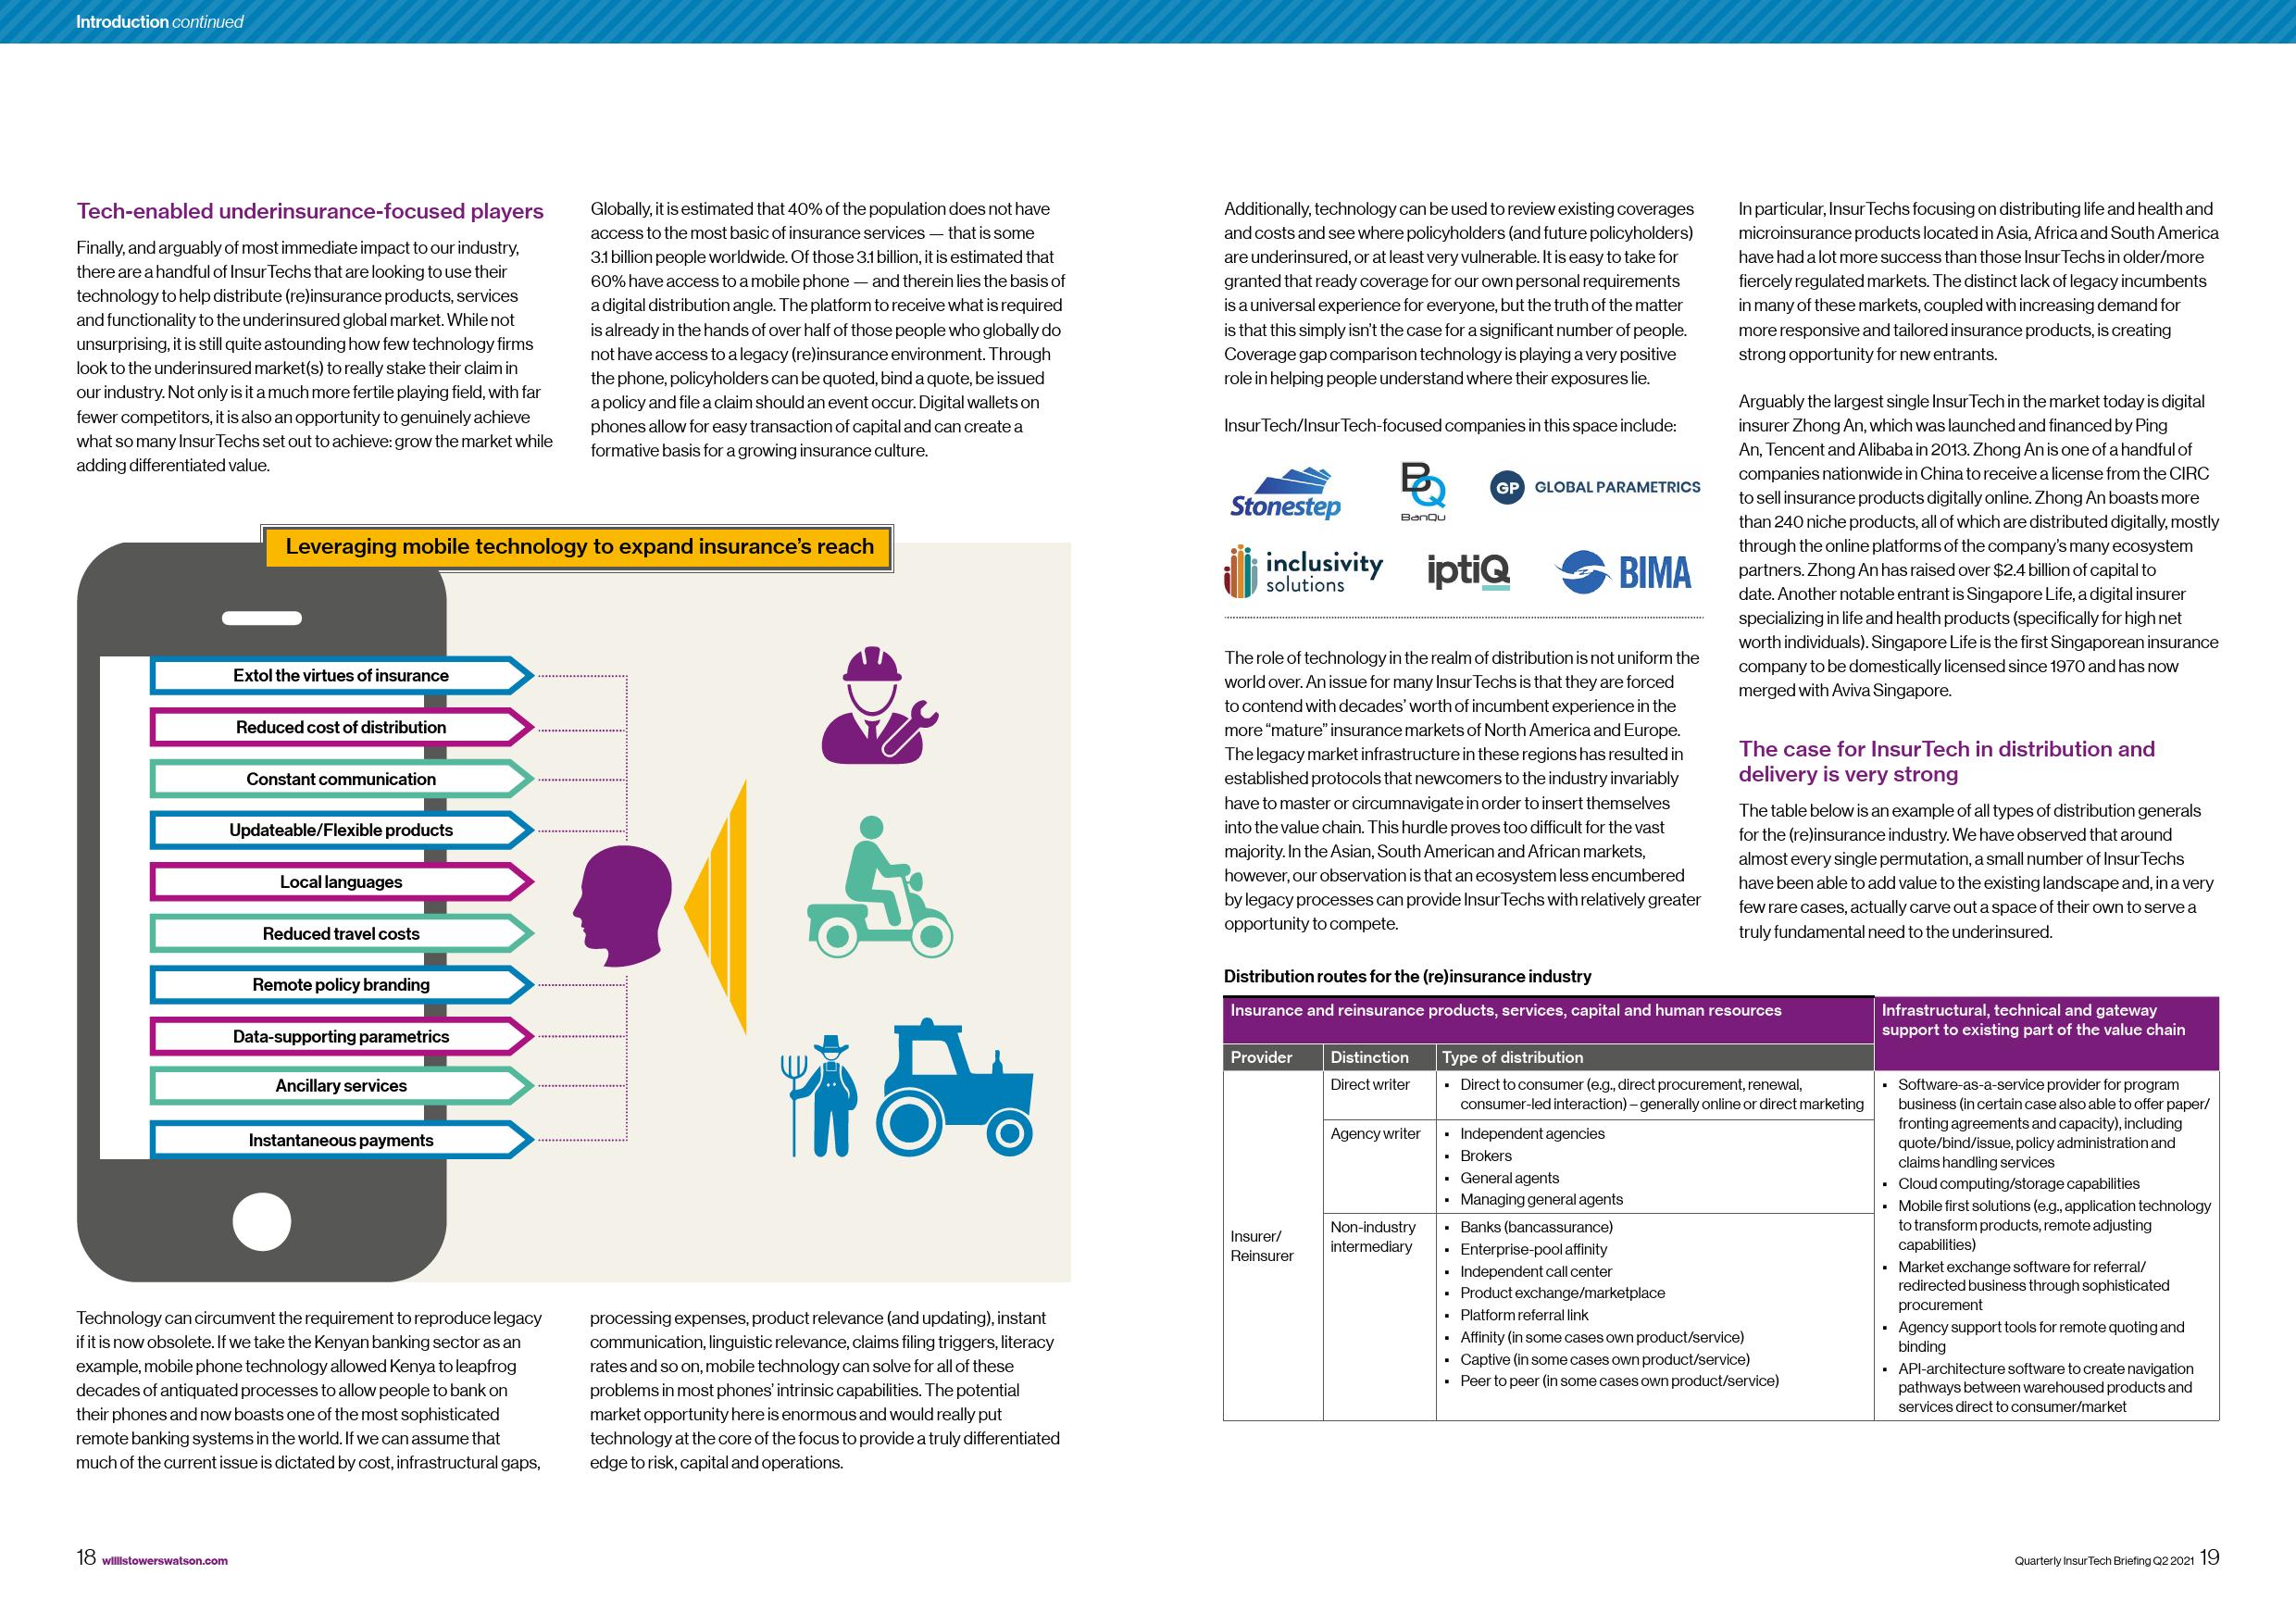 Introduction continued
Tech-enabled underinsurance-focused players
Finally, and arguably of most immediate impact to our industry,
there are a handful of InsurTechs that are looking to use their
technology to help distribute (re)insurance products, services
and functionality to the underinsured global market. While not
unsurprising, it is still quite astounding how few technology firms
look to the underinsured market(s) to really stake their claim in
our industry. Not only is it a much more fertile playing field, with far
fewer competitors, it is also an opportunity to genuinely achieve
what so many InsurTechs set out to achieve: grow the market while
adding differentiated value.
Globally, it is estimated that 40% of the population does not have
access to the most basic of insurance services — that is some
3.1 billion people worldwide. Of those 3.1 billion, it is estimated that
60% have access to a mobile phone — and therein lies the basis of
a digital distribution angle. The platform to receive what is required
is already in the hands of over half of those people who globally do
not have access to a legacy (re)insurance environment. Through
the phone, policyholders can be quoted, bind a quote, be issued
a policy and file a claim should an event occur. Digital wallets on
phones allow for easy transaction of capital and can create a
formative basis for a growing insurance culture.
Leveraging mobile technology to expand insurance's reach
Extol the virtues of insurance
Reduced cost of distribution
Constant communication
Updateable/Flexible products
Local languages
Reduced travel costs
Remote policy branding
Data-supporting parametrics
Ancillary services
Instantaneous payments
Technology can circumvent the requirement to reproduce legacy
if it is now obsolete. If we take the Kenyan banking sector as an
example, mobile phone technology allowed Kenya to leapfrog
decades of antiquated processes to allow people to bank on
their phones and now boasts one of the most sophisticated
remote banking systems in the world. If we can assume that
much of the current issue is dictated by cost, infrastructural gaps,
processing expenses, product relevance (and updating), instant
communication, linguistic relevance, claims filing triggers, literacy
rates and so on, mobile technology can solve for all of these
problems in most phones' intrinsic capabilities. The potential
market opportunity here is enormous and would really put
technology at the core of the focus to provide a truly differentiated
edge to risk, capital and operations.
18 willistowerswatson.com
Additionally, technology can be used to review existing coverages
and costs and see where policyholders (and future policyholders)
are underinsured, or at least very vulnerable. It is easy to take for
granted that ready coverage for our own personal requirements
is a universal experience for everyone, but the truth of the matter
is that this simply isn't the case for a significant number of people.
Coverage gap comparison technology is playing a very positive
role in helping people understand where their exposures lie.
InsurTech/InsurTech-focused companies in this space include:
Stonestep
BQ
BanQu
GP GLOBAL PARAMETRICS
inclusivity
solutions
iptiQ
BIMA
The role of technology in the realm of distribution is not uniform the
world over. An issue for many InsurTechs is that they are forced
to contend with decades' worth of incumbent experience in the
more “mature” insurance markets of North America and Europe.
The legacy market infrastructure in these regions has resulted in
established protocols that newcomers to the industry invariably
have to master or circumnavigate in order to insert themselves
into the value chain. This hurdle proves too difficult for the vast
majority. In the Asian, South American and African markets,
however, our observation is that an ecosystem less encumbered
by legacy processes can provide InsurTechs with relatively greater
opportunity to compete.
In particular, InsurTechs focusing on distributing life and health and
microinsurance products located in Asia, Africa and South America
have had a lot more success than those InsurTechs in older/more
fiercely regulated markets. The distinct lack of legacy incumbents
in many of these markets, coupled with increasing demand for
more responsive and tailored insurance products, is creating
strong opportunity for new entrants.
Arguably the largest single InsurTech in the market today is digital
insurer Zhong An, which was launched and financed by Ping
An, Tencent and Alibaba in 2013. Zhong An is one of a handful of
companies nationwide in China to receive a license from the CIRC
to sell insurance products digitally online. Zhong An boasts more
than 240 niche products, all of which are distributed digitally, mostly
through the online platforms of the company's many ecosystem
partners. Zhong An has raised over $2.4 billion of capital to
date. Another notable entrant is Singapore Life, a digital insurer
specializing in life and health products (specifically for high net
worth individuals). Singapore Life is the first Singaporean insurance
company to be domestically licensed since 1970 and has now
merged with Aviva Singapore.
The case for InsurTech in distribution and
delivery is very strong
The table below is an example of all types of distribution generals
for the (re)insurance industry. We have observed that around
almost every single permutation, a small number of InsurTechs
have been able to add value to the existing landscape and, in a very
few rare cases, actually carve out a space of their own to serve a
truly fundamental need to the underinsured.
Distribution routes for the (re)insurance industry
Insurance and reinsurance products, services, capital and human resources
Infrastructural, technical and gateway
support to existing part of the value chain
Provider
Distinction
Type of distribution
Insurer/
Reinsurer
Direct writer
▪ Direct to consumer (e.g., direct procurement, renewal,
consumer-led interaction) – generally online or direct marketing
Agency writer
▪ Independent agencies
▪ Brokers
▪ General agents
▪ Managing general agents
Non-industry
intermediary
▪ Banks (bancassurance)
▪ Enterprise-pool affinity
▪ Independent call center
▪ Product exchange/marketplace
▪ Platform referral link
▪ Affinity (in some cases own product/service)
▪ Captive (in some cases own product/service)
▪ Peer to peer (in some cases own product/service)
▪ Software-as-a-service provider for program
business (in certain case also able to offer paper/
fronting agreements and capacity), including
quote/bind/issue, policy administration and
claims handling services
▪ Cloud computing/storage capabilities
▪ Mobile first solutions (e.g., application technology
to transform products, remote adjusting
capabilities)
▪ Market exchange software for referral/
redirected business through sophisticated
procurement
▪ Agency support tools for remote quoting and
binding
▪ API-architecture software to create navigation
pathways between warehoused products and
services direct to consumer/market
Quarterly InsurTech Briefing Q2 2021 19